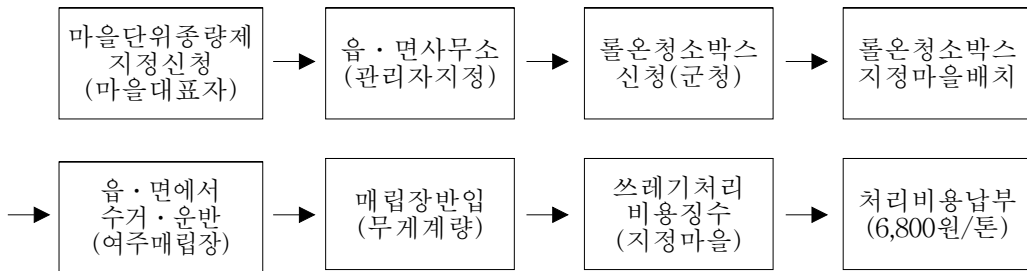 마을단위종량제
지정신청
(마을대표자)
읍·면사무소
(관리자지정)
롤온청소박스
신청(군청)
롤온청소박스
지정마을배치
읍·면에서
수거·운반
(여주매립장)
매립장반입
(무게계량)
쓰레기처리
비용징수
(지정마을)
처리비용납부
(6,800원/톤)